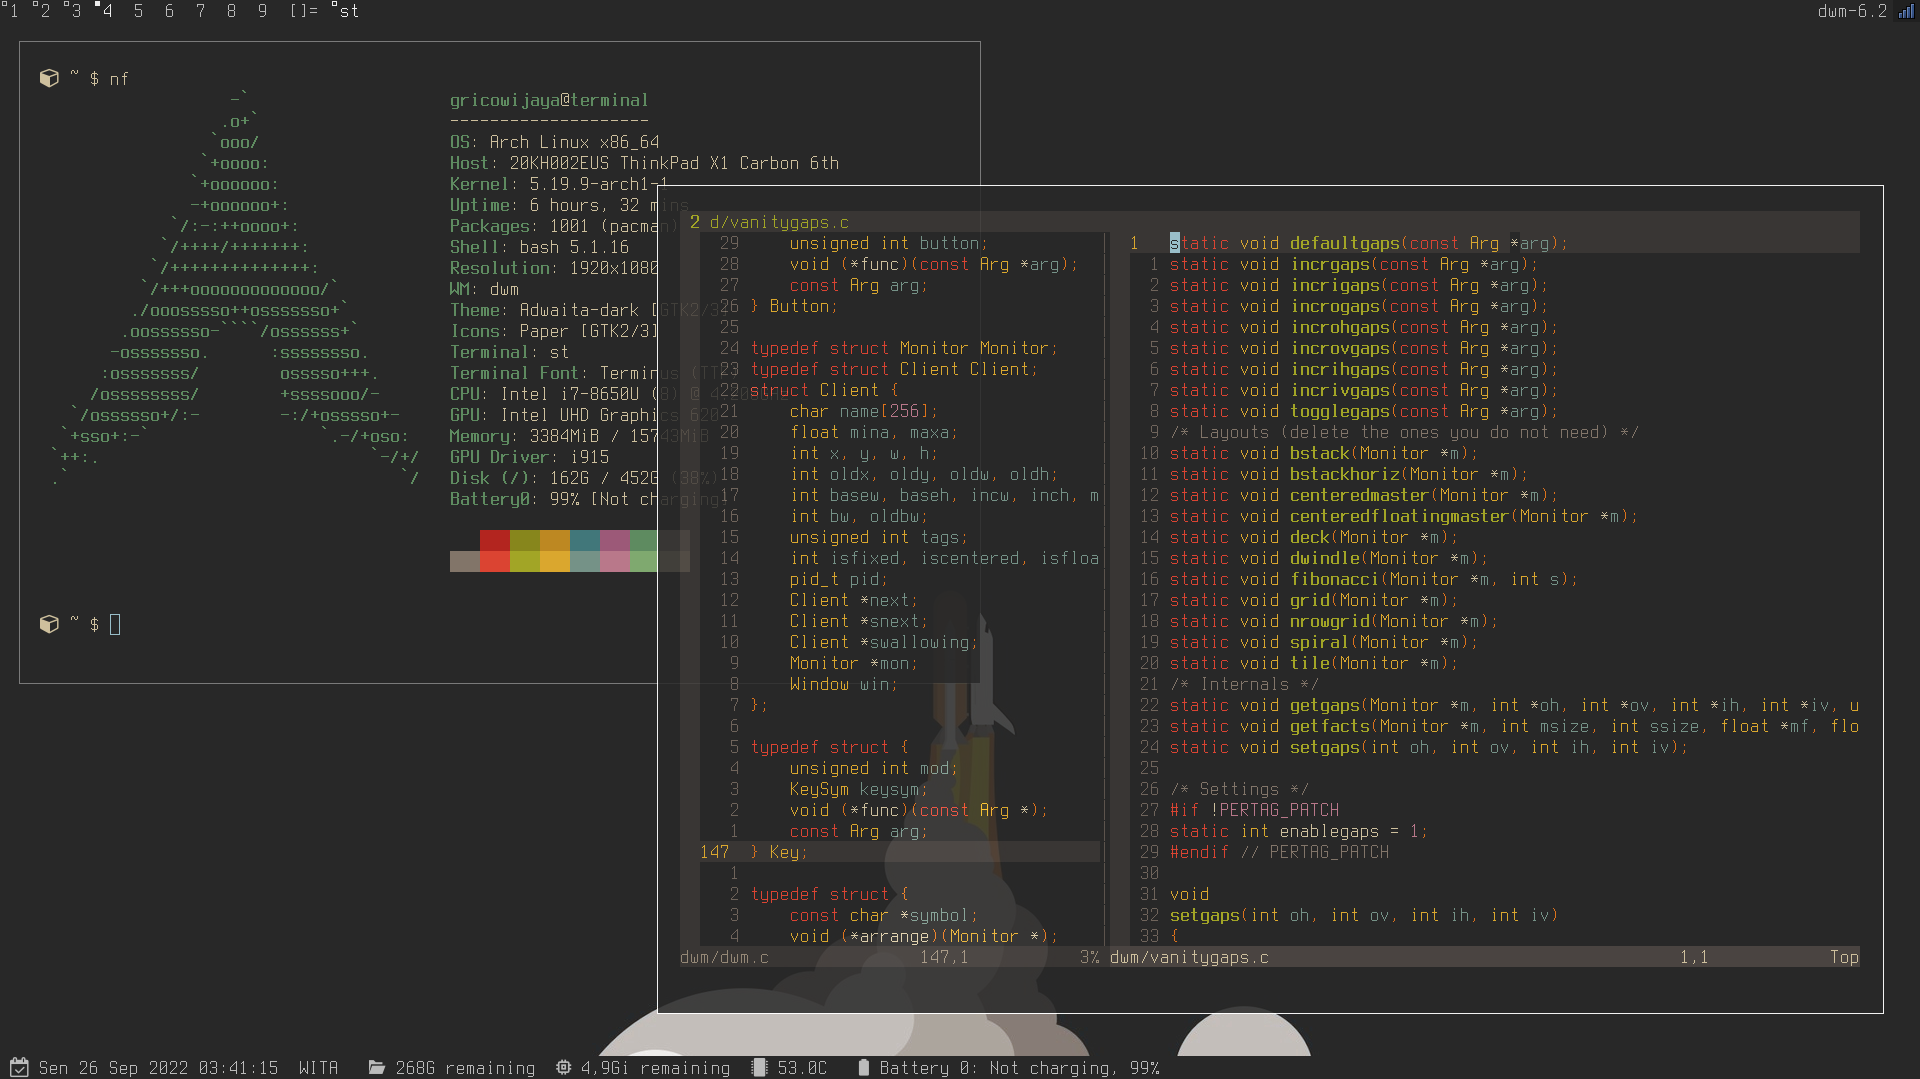 1 2 3 4 5 6 7 8 9 []= st
dwm-6.2
~ $ nf
-`
.o+`
`ooo/
`+oooo:
`+oooooo:
-+oooooo+:
`/:-:++oooo+:
`/++++/+++++++:
`/++++++++++++++:
`/+++ooooooooooooo/`
./ooosssso++osssssso+`
.oossssso-````/ossssss+`
-osssssso. :ssssssso.
:osssssss/ osssso+++.
/ossssssss/ +ssssooo/-
`/ossssso+/:- -:/+osssso+-
`+sso+:-` `.-/+oso:
`++:. `-/+/
.` `/
gricowijaya@terminal
--------------------
OS: Arch Linux x86_64
Host: 20KH002EUS ThinkPad X1 Carbon 6th
Kernel: 5.19.9-arch1-1
Uptime: 6 hours, 32 mins
Packages: 1001 (pacman)
Shell: bash 5.1.16
Resolution: 1920x1080
WM: dwm
Theme: Adwaita-dark [GTK2/3]
Icons: Paper [GTK2/3]
Terminal: st
Terminal Font: Terminus (TT
CPU: Intel i7-8650U (8) @ 4.200GHz
GPU: Intel UHD Graphics 620
Memory: 3384MiB / 15743MiB
GPU Driver: i915
Disk (/): 162G / 452G (38%)
Battery0: 99% [Not charging]
~ $
2 d/vanitygaps.c
29 unsigned int button;
28 void (*func)(const Arg *arg);
27 const Arg arg;
26 } Button;
25
24 typedef struct Monitor Monitor;
23 typedef struct Client Client;
22 struct Client {
21 char name[256];
20 float mina, maxa;
19 int x, y, w, h;
18 int oldx, oldy, oldw, oldh;
17 int basew, baseh, incw, inch, m
16 int bw, oldbw;
15 unsigned int tags;
14 int isfixed, iscentered, isfloa
13 pid_t pid;
12 Client *next;
11 Client *snext;
10 Client *swallowing;
9 Monitor *mon;
8 Window win;
7 };
6
5 typedef struct {
4 unsigned int mod;
3 KeySym keysym;
2 void (*func)(const Arg *);
1 const Arg arg;
147 } Key;
1
2 typedef struct {
3 const char *symbol;
4 void (*arrange)(Monitor *);
dwm/dwm.c 147,1 3%
1 static void defaultgaps(const Arg *arg);
1 static void incrgaps(const Arg *arg);
2 static void incrigaps(const Arg *arg);
3 static void incrogaps(const Arg *arg);
4 static void incrohgaps(const Arg *arg);
5 static void incrovgaps(const Arg *arg);
6 static void incrihgaps(const Arg *arg);
7 static void incrivgaps(const Arg *arg);
8 static void togglegaps(const Arg *arg);
9 /* Layouts (delete the ones you do not need) */
10 static void bstack(Monitor *m);
11 static void bstackhoriz(Monitor *m);
12 static void centeredmaster(Monitor *m);
13 static void centeredfloatingmaster(Monitor *m);
14 static void deck(Monitor *m);
15 static void dwindle(Monitor *m);
16 static void fibonacci(Monitor *m, int s);
17 static void grid(Monitor *m);
18 static void nrowgrid(Monitor *m);
19 static void spiral(Monitor *m);
20 static void tile(Monitor *m);
21 /* Internals */
22 static void getgaps(Monitor *m, int *oh, int *ov, int *ih, int *iv, u
23 static void getfacts(Monitor *m, int msize, int ssize, float *mf, flo
24 static void setgaps(int oh, int ov, int ih, int iv);
25
26 /* Settings */
27 #if !PERTAG_PATCH
28 static int enablegaps = 1;
29 #endif // PERTAG_PATCH
30
31 void
32 setgaps(int oh, int ov, int ih, int iv)
33 {
dwm/vanitygaps.c 1,1 Top
Sen 26 Sep 2022 03:41:15 WITA 268G remaining 4,9Gi remaining 53.0C Battery 0: Not charging, 99%